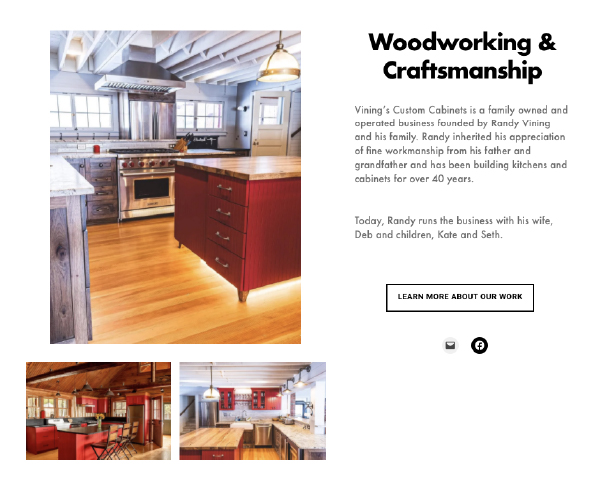 Woodworking &
Craftsmanship
Vining's Custom Cabinets is a family owned and
operated business founded by Randy Vining
and his family. Randy inherited his appreciation
of fine workmanship from his father and
grandfather and has been building kitchens and
cabinets for over 40 years.
Today, Randy runs the business with his wife,
Deb and children, Kate and Seth.
LEARN MORE ABOUT OUR WORK